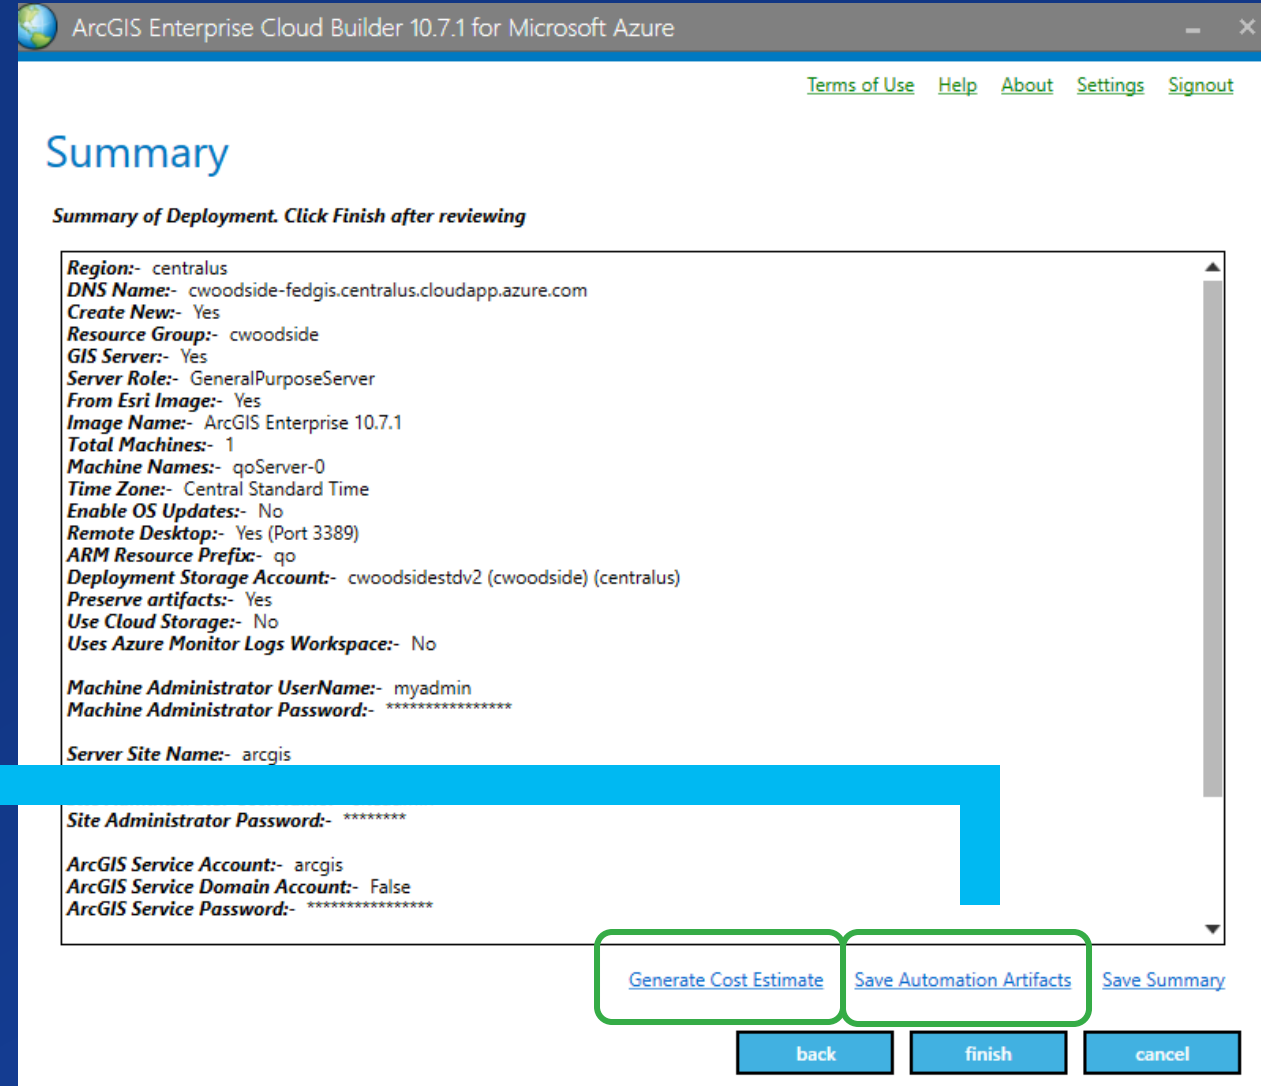 ArcGIS Enterprise Cloud Builder 10.7.1 for Microsoft Azure
Terms of Use Help About Settings Signout
Summary
Summary of Deployment. Click Finish after reviewing
Region:- centralus
DNS Name:- cwoodside-fedgis.centralus.cloudapp.azure.com
Create New:- Yes
Resource Group:- cwoodside
GIS Server:- Yes
Server Role:- GeneralPurposeServer
From Esri Image:- Yes
Image Name:- ArcGIS Enterprise 10.7.1
Total Machines:- 1
Machine Names:- qoServer-0
Time Zone:- Central Standard Time
Enable OS Updates:- No
Remote Desktop:- Yes (Port 3389)
ARM Resource Prefix:- qo
Deployment Storage Account:- cwoodsidestdv2 (cwoodside) (centralus)
Preserve artifacts:- Yes
Use Cloud Storage:- No
Uses Azure Monitor Logs Workspace:- No
Machine Administrator UserName:- myadmin
Machine Administrator Password:- ****************
Server Site Name:- arcgis
Site Administrator Password:- ********
ArcGIS Service Account:- arcgis
ArcGIS Service Domain Account:- False
ArcGIS Service Password:- ****************
Generate Cost Estimate Save Automation Artifacts Save Summary
back finish cancel